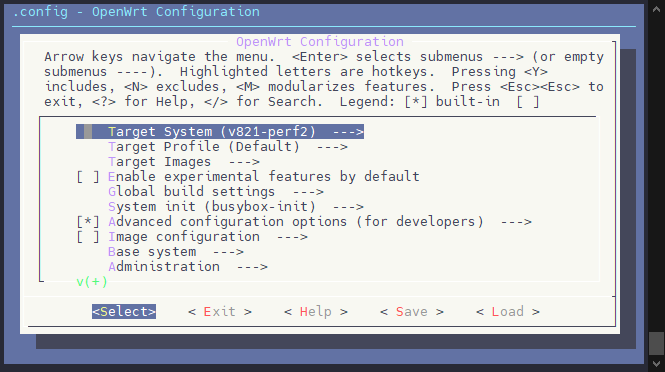 .config - OpenWrt Configuration
OpenWrt Configuration
Arrow keys navigate the menu.  <Enter> selects submenus ---> (or empty
submenus ----).  Highlighted letters are hotkeys.  Pressing <Y>
includes, <N> excludes, <M> modularizes features.  Press <Esc><Esc> to
exit, <?> for Help, </> for Search.  Legend: [*] built-in  [ ]
Target System (v821-perf2)  --->
Target Profile (Default)  --->
Target Images  --->
[ ] Enable experimental features by default
Global build settings  --->
System init (busybox-init)  --->
[*] Advanced configuration options (for developers)  --->
[ ] Image configuration  --->
Base system  --->
Administration  --->
v(+)
<Select>    < Exit >    < Help >    < Save >    < Load >